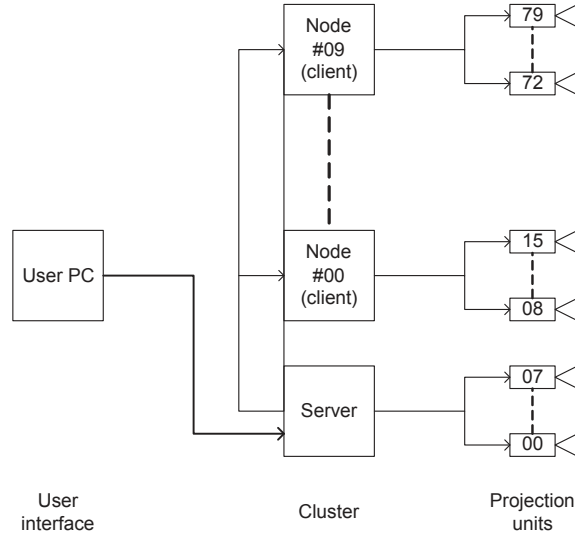 Node
#09
(client)
79
72
User PC
Node
#00
(client)
15
08
Server
07
00
User
interface
Cluster
Projection
units